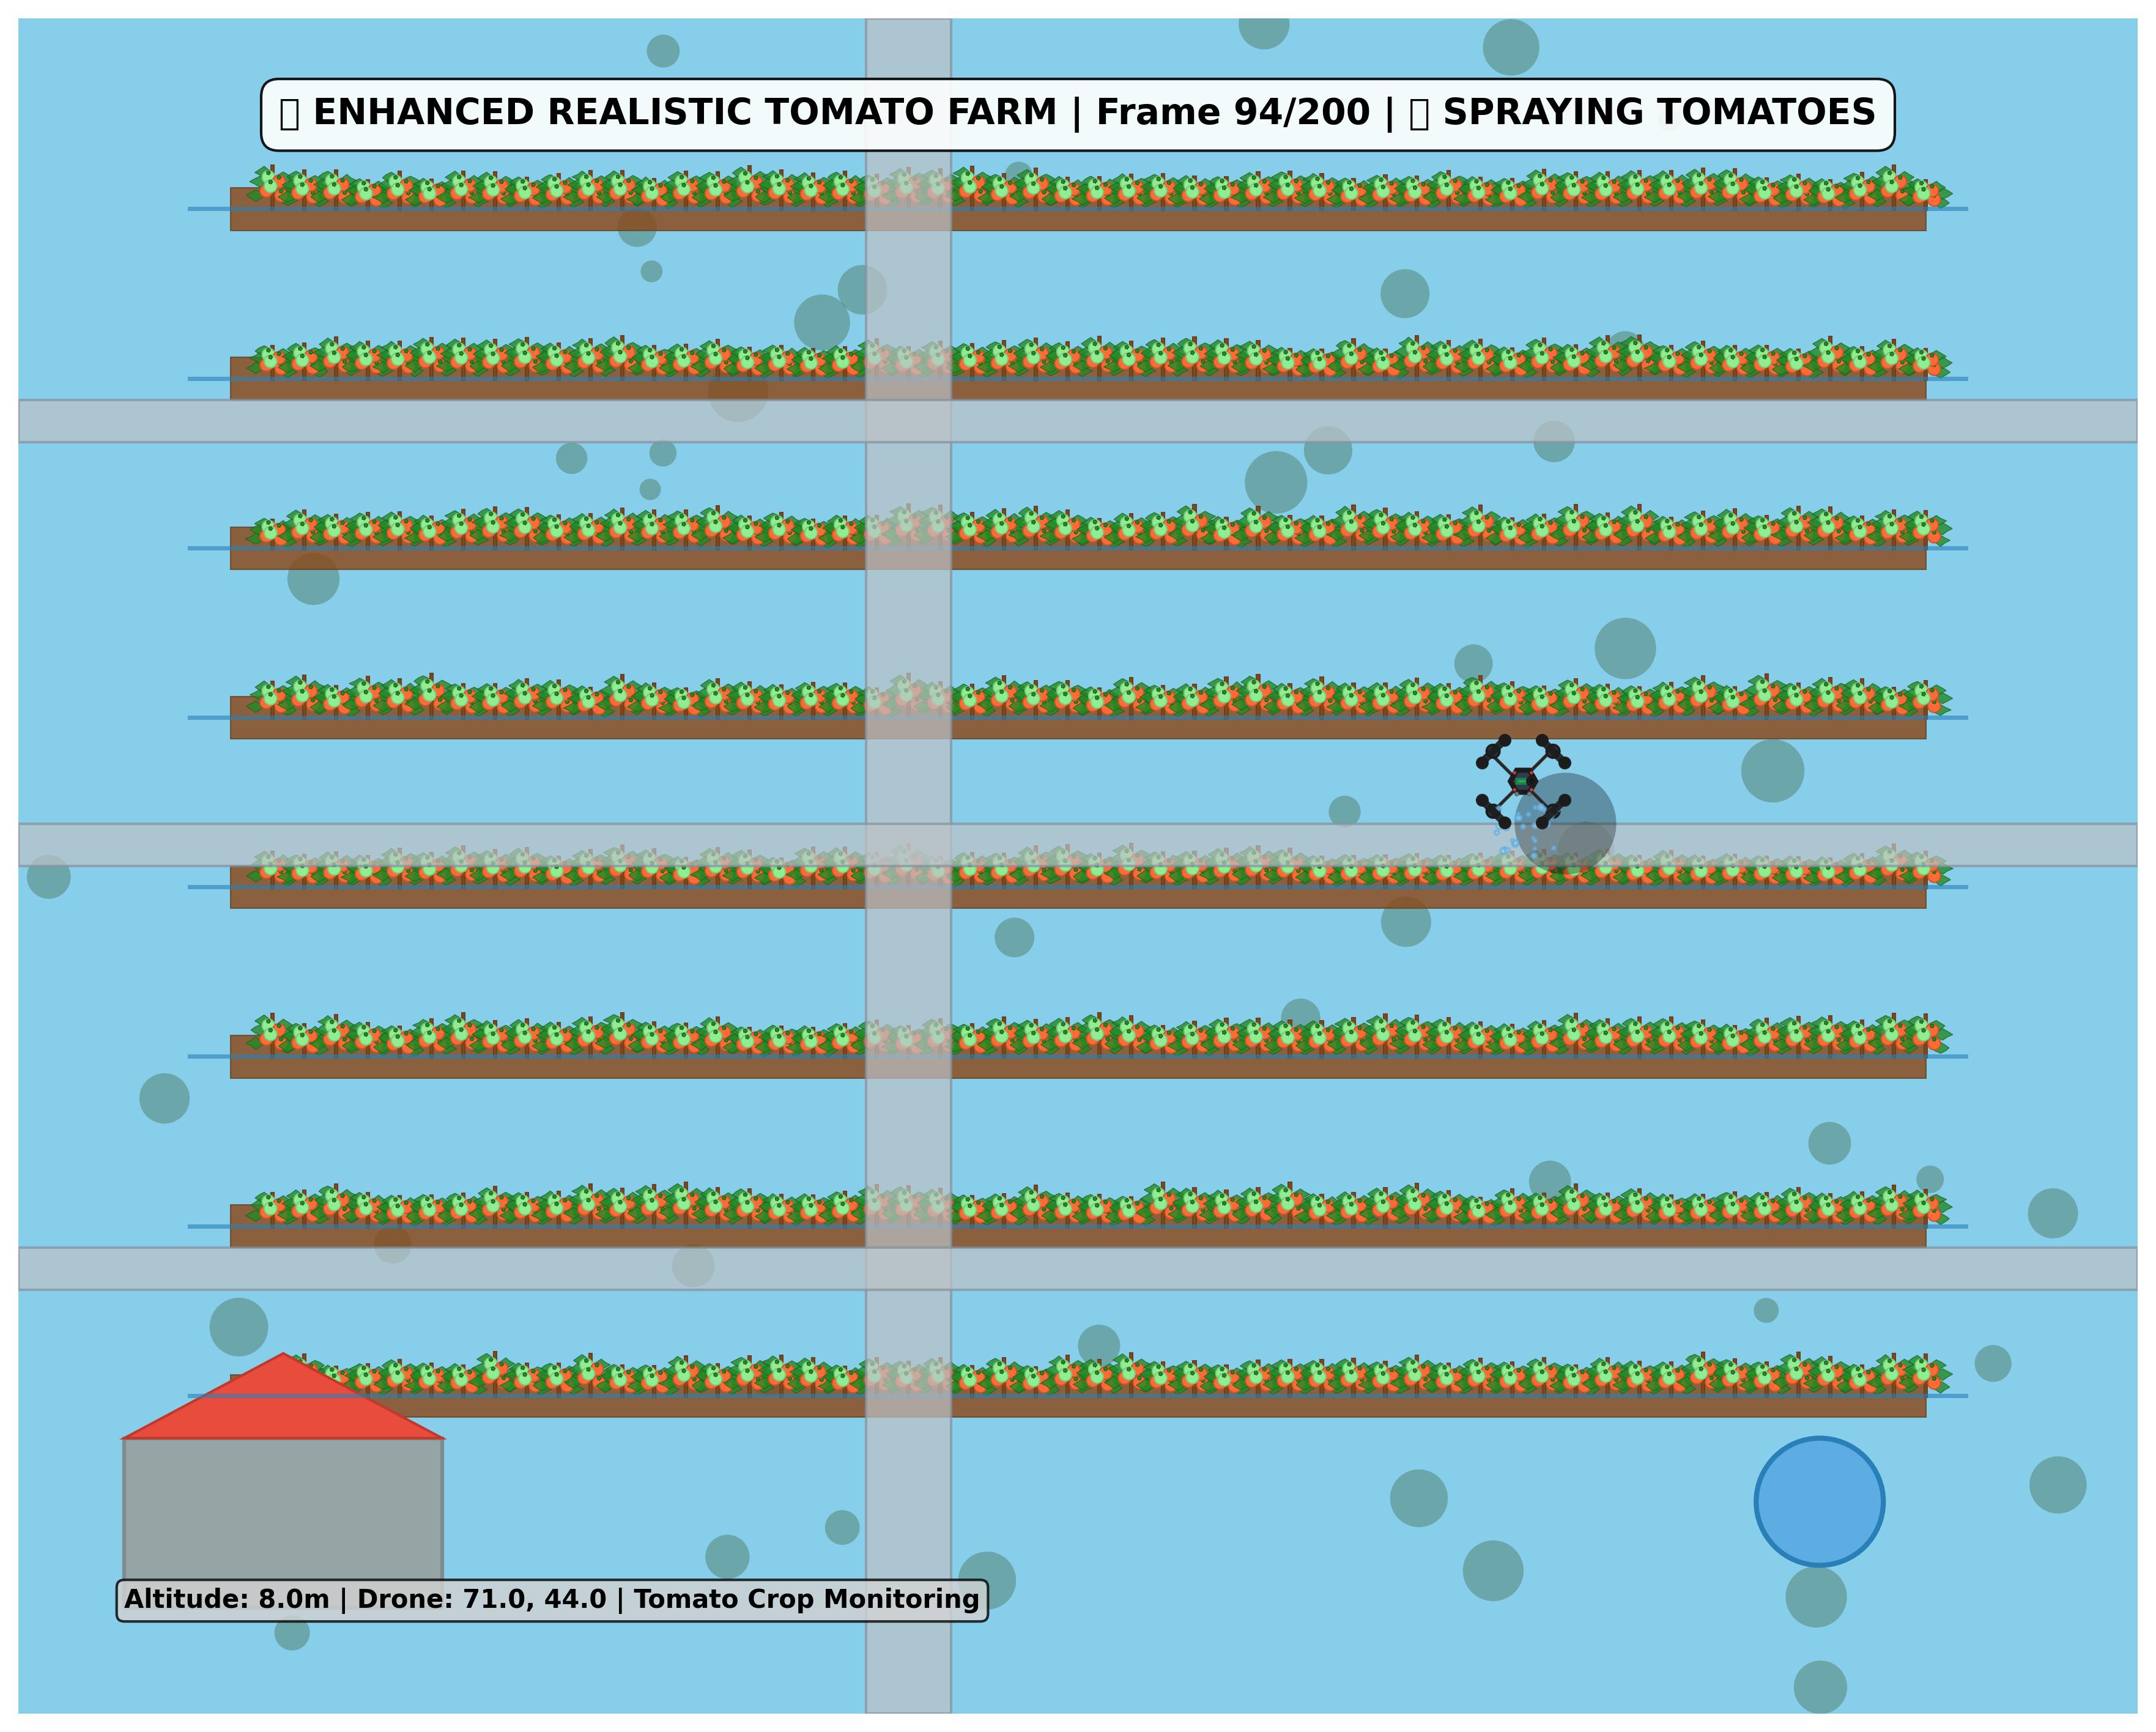 ▯ ENHANCED REALISTIC TOMATO FARM | Frame 94/200 | ▯ SPRAYING TOMATOES
Altitude: 8.0m | Drone: 71.0, 44.0 | Tomato Crop Monitoring